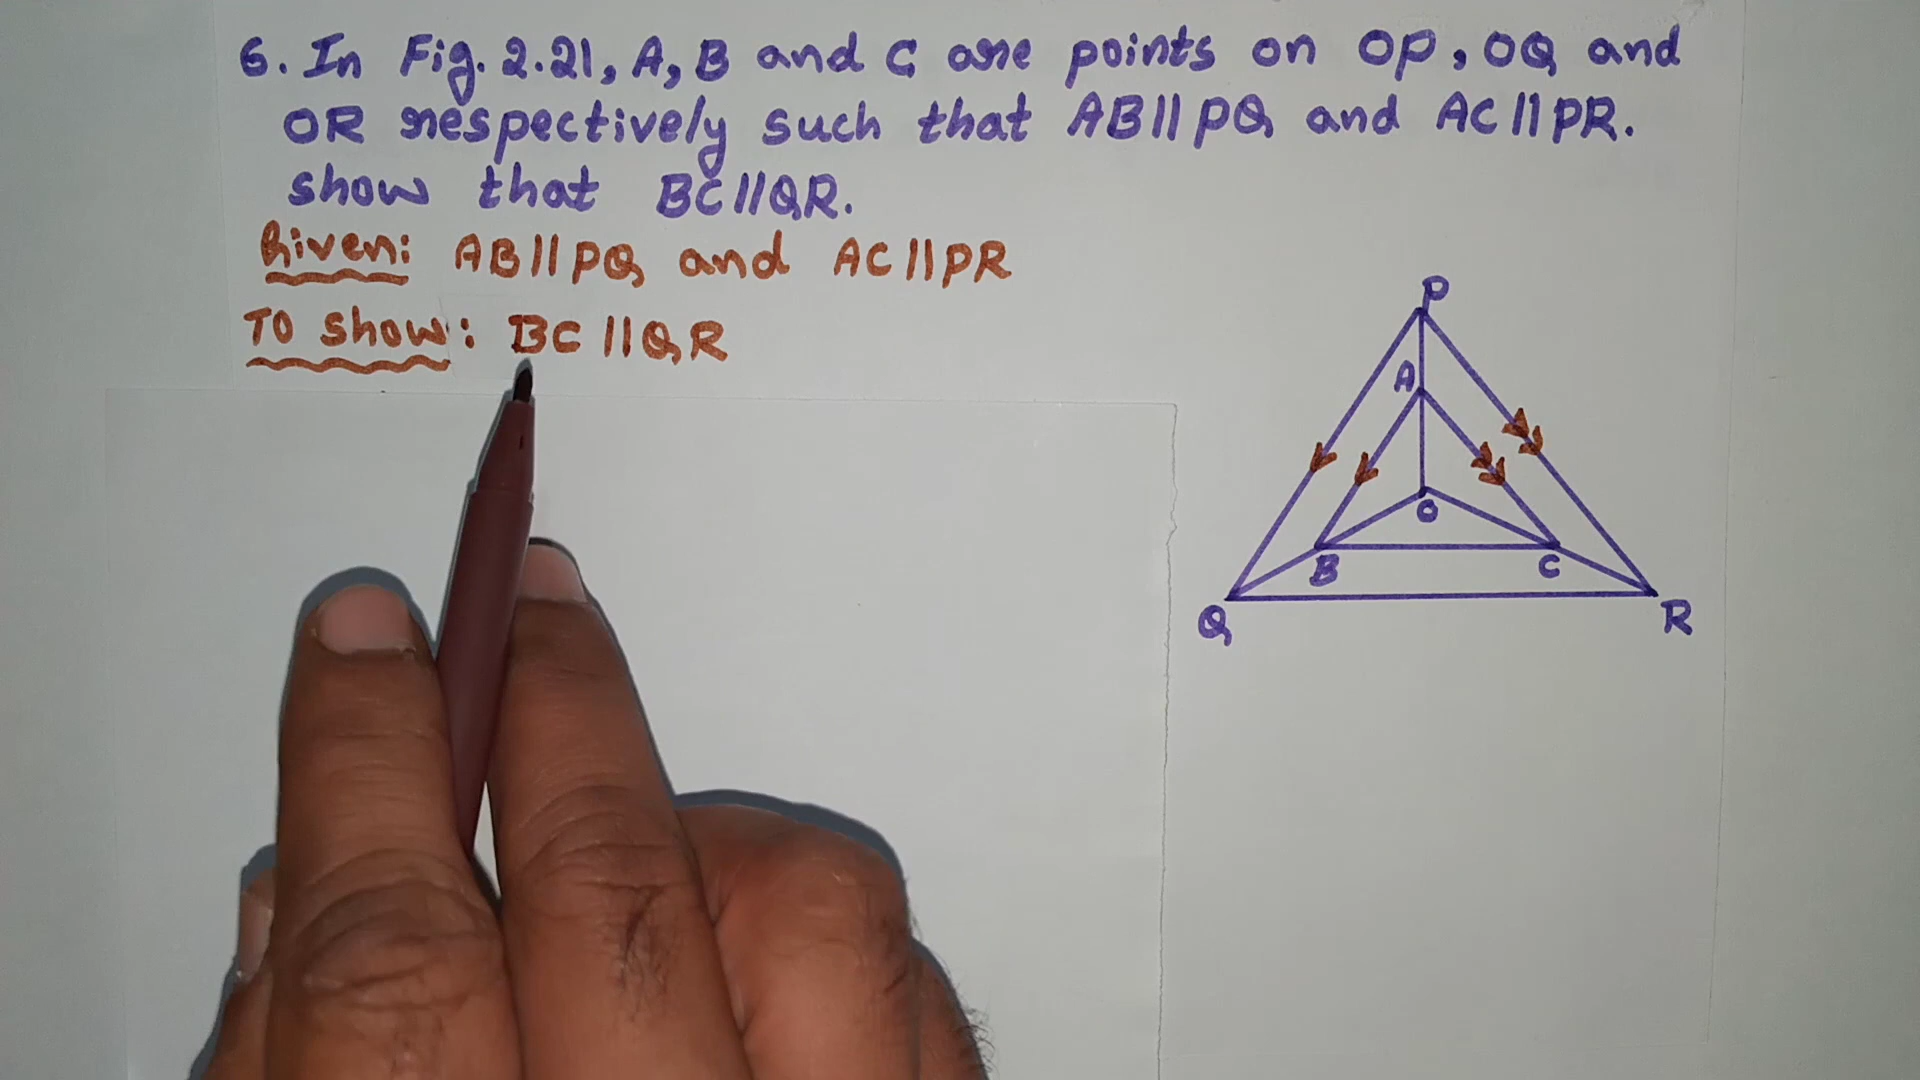 6. In Fig. 2.21, A, B and C are points on OP, OQ and
OR respectively such that AB||PQ and AC||PR.
show that BC||QR.
Given: AB||PQ and AC||PR
To show: BC||QR
P
A
O
B
C
Q
R